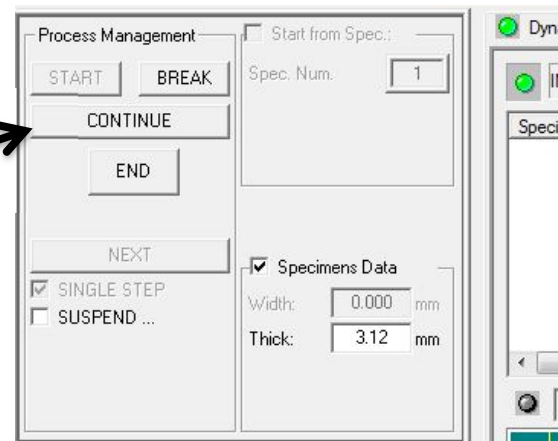 Process Management
START BREAK
CONTINUE
END
NEXT
SINGLE STEP
SUSPEND ...
Start from Spec.:
Spec. Num. 1
Specimens Data
Width: 0.000 mm
Thick: 3.12 mm
Dyn
Speci